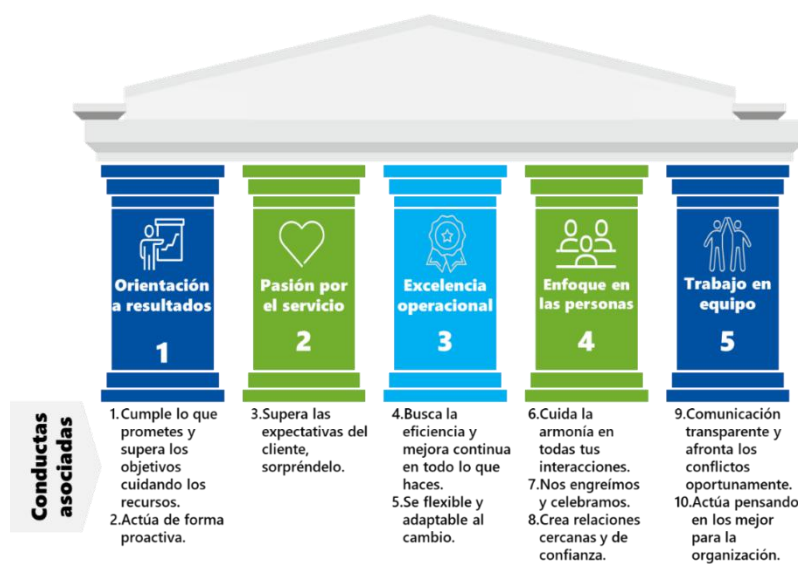 Orientación
a resultados
1
Pasión por
el servicio
2
Excelencia
operacional
3
Enfoque en
las personas
4
Trabajo en
equipo
5
Conductas
asociadas
1.Cumple lo que
prometes y
supera los
objetivos
cuidando los
recursos.
2.Actúa de forma
proactiva.
3.Supera las
expectativas del
cliente,
sorpréndelo.
4.Busca la
eficiencia y
mejora continua
en todo lo que
haces.
5.Se flexible y
adaptable al
cambio.
6.Cuida la
armonía en
todas tus
interacciones.
7.Nos engreímos
y celebramos.
8.Crea relaciones
cercanas y de
confianza.
9.Comunicación
transparente y
afronta los
conflictos
oportunamente.
10.Actúa pensando
en los mejor
para la
organización.